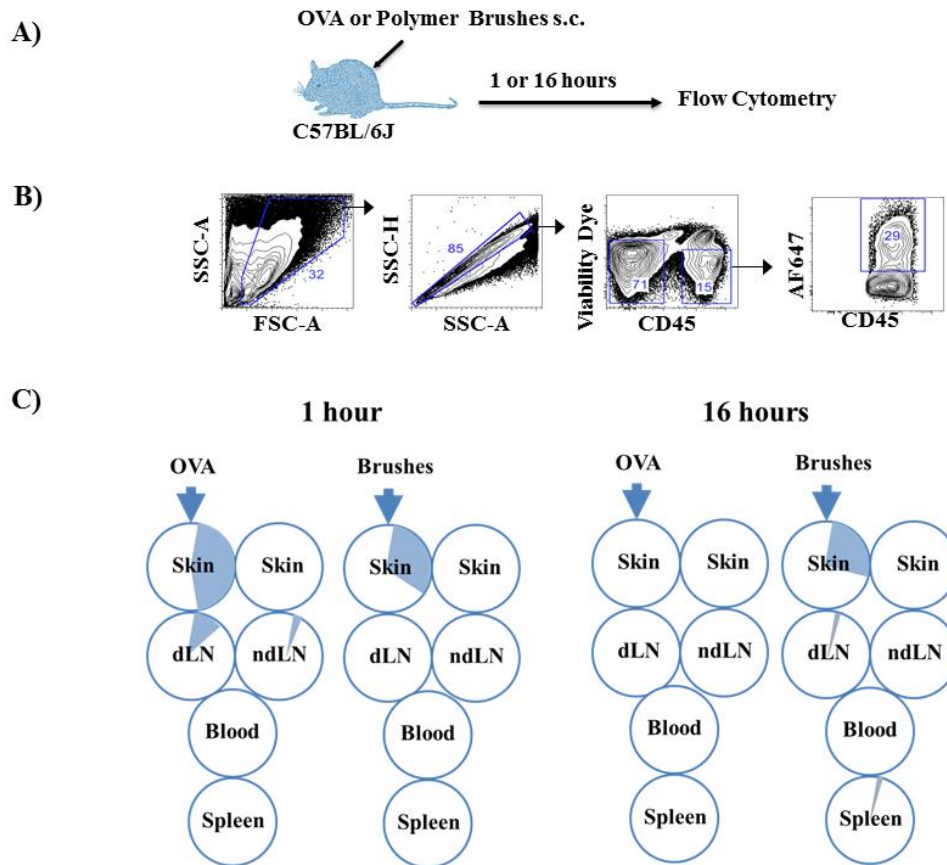 A)
OVA or Polymer Brushes s.c.
1 or 16 hours
Flow Cytometry
C57BL/6J
B)
SSC-A
32
FSC-A
SSC-H
85
SSC-A
Viability Dye
71
15
CD45
AF647
29
CD45
C)
1 hour
16 hours
OVA
Brushes
OVA
Brushes
Skin Skin Skin Skin Skin Skin Skin Skin
dLN ndLN dLN ndLN dLN ndLN dLN ndLN
Blood Blood Blood Blood
Spleen Spleen Spleen Spleen